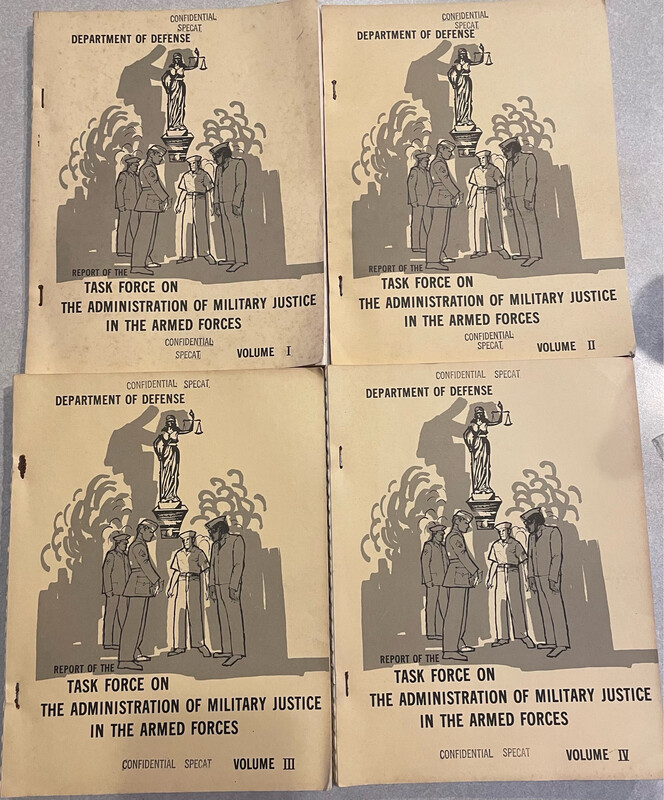 CONFIDENTIAL
SPECAT
DEPARTMENT OF DEFENSE
REPORT OF THE
TASK FORCE ON
THE ADMINISTRATION OF MILITARY JUSTICE
IN THE ARMED FORCES
CONFIDENTIAL
SPECAT
VOLUME I
CONFIDENTIAL
SPECAT
DEPARTMENT OF DEFENSE
REPORT OF THE
TASK FORCE ON
THE ADMINISTRATION OF MILITARY JUSTICE
IN THE ARMED FORCES
CONFIDENTIAL
SPECAT
VOLUME II
CONFIDENTIAL SPECAT
DEPARTMENT OF DEFENSE
REPORT OF THE
TASK FORCE ON
THE ADMINISTRATION OF MILITARY JUSTICE
IN THE ARMED FORCES
CONFIDENTIAL SPECAT VOLUME III
CONFIDENTIAL SPECAT
DEPARTMENT OF DEFENSE
REPORT OF THE
TASK FORCE ON
THE ADMINISTRATION OF MILITARY JUSTICE
IN THE ARMED FORCES
CONFIDENTIAL SPECAT VOLUME IV